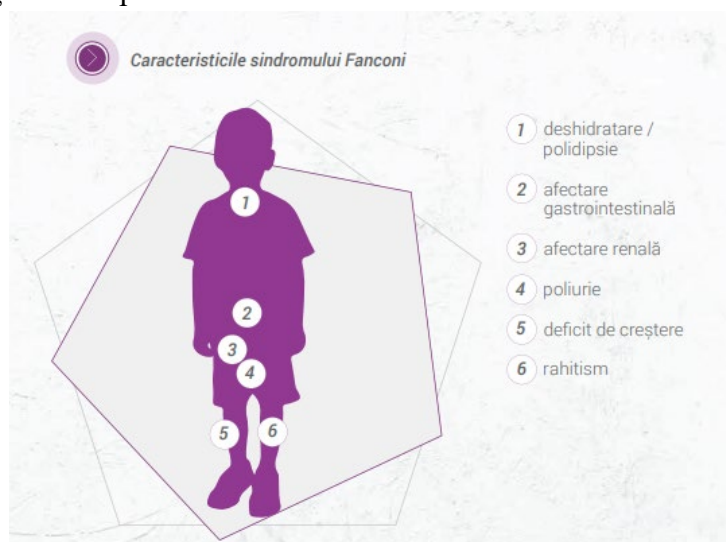 Caracteristicile sindromului Fanconi
1 deshidratare /
polidipsie
2 afectare
gastrointestinală
3 afectare renală
4 poliurie
5 deficit de creștere
6 rahitism
1
2
3
4
5
6